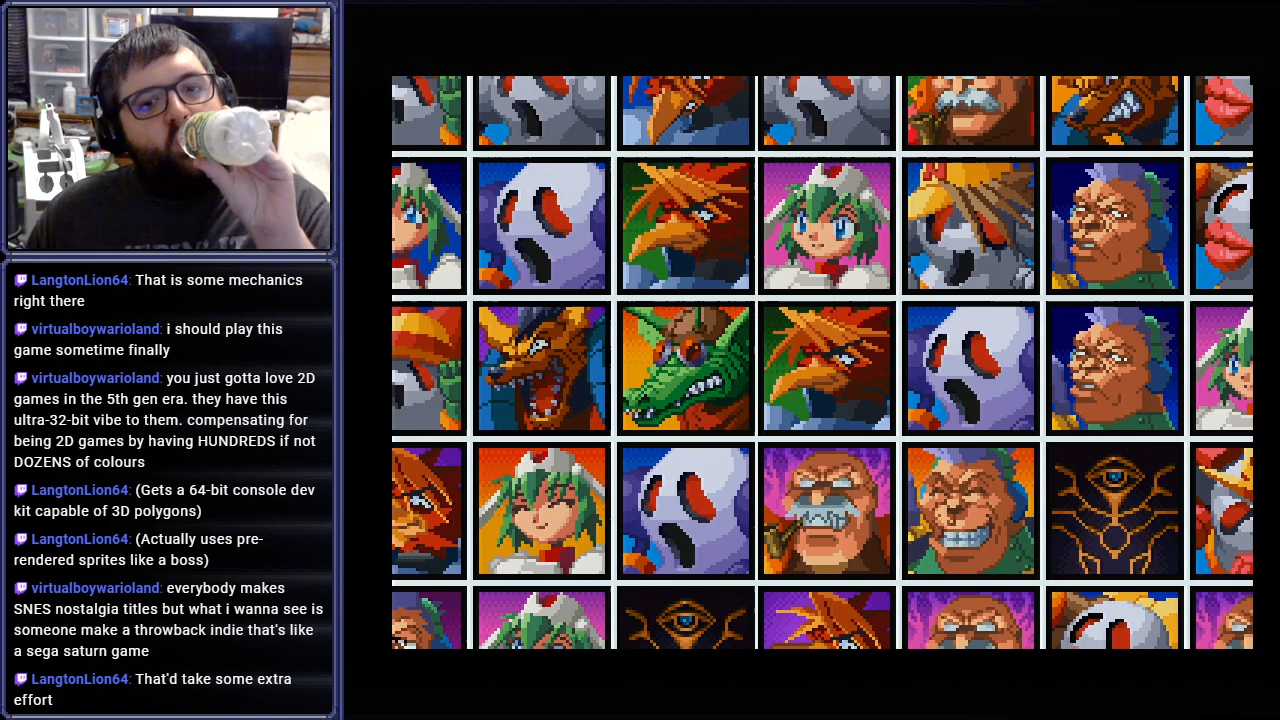 LangtonLion64: That is some mechanics
right there
virtualboywarioland: i should play this
game sometime finally
virtualboywarioland: you just gotta love 2D
games in the 5th gen era. they have this
ultra-32-bit vibe to them. compensating for
being 2D games by having HUNDREDS if not
DOZENS of colours
LangtonLion64: (Gets a 64-bit console dev
kit capable of 3D polygons)
LangtonLion64: (Actually uses pre-
rendered sprites like a boss)
virtualboywarioland: everybody makes
SNES nostalgia titles but what i wanna see is
someone make a throwback indie that's like
a sega saturn game
LangtonLion64: That'd take some extra
effort